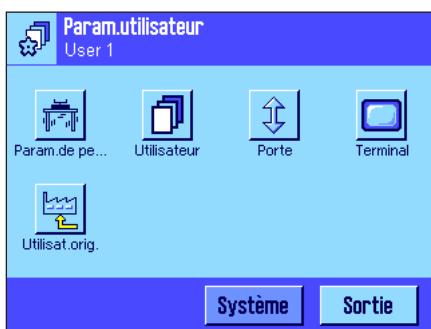 Param.utilisateur
User 1
Param.de pe...
Utilisateur
Porte
Terminal
Utilisat.orig.
Système
Sortie